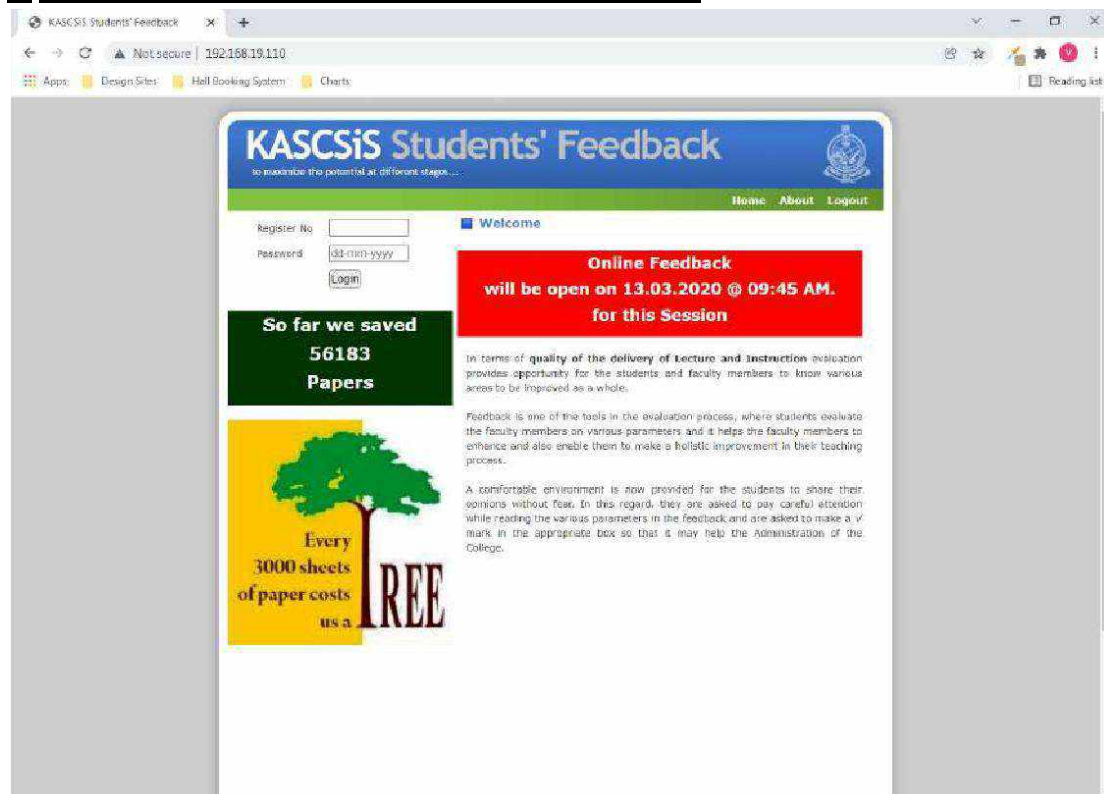 KASCSiS Students' Feedback
Not secure | 192.168.19.110
Apps Design Sites Hall Booking System Charts Reading list
KASCSiS Students' Feedback
to maximize the potential at different stages...
Home About Logout
Register No
Password dd-mm-yyyy
Login
So far we saved
56183
Papers
Every
3000 sheets
of paper costs
us a TREE
Welcome
Online Feedback
will be open on 13.03.2020 @ 09:45 AM.
for this Session
In terms of quality of the delivery of Lecture and Instruction evaluation
provides opportunity for the students and faculty members to know various
areas to be improved as a whole.
Feedback is one of the tools in the evaluation process, where students evaluate
the faculty members on various parameters and it helps the faculty members to
enhance and also enable them to make a holistic improvement in their teaching
process.
A comfortable environment is now provided for the students to share their
opinions without fear. In this regard, they are asked to pay careful attention
while reading the various parameters in the feedback and are asked to make a √
mark in the appropriate box so that it may help the Administration of the
College.